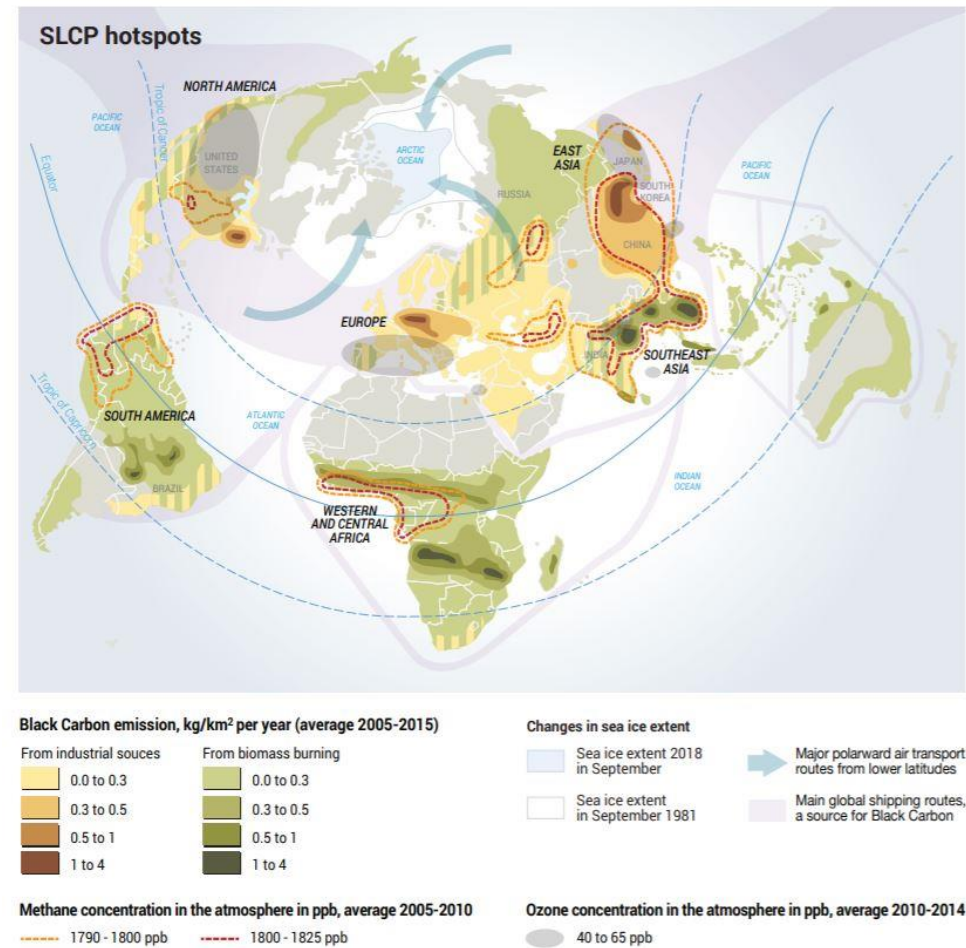 SLCP hotspots
NORTH AMERICA
PACIFIC
OCEAN
Tropic of Cancer
Equator
UNITED
STATES
ARCTIC
OCEAN
RUSSIA
EAST
ASIA
JAPAN
SOUTH
KOREA
CHINA
PACIFIC
OCEAN
EUROPE
INDIA
SOUTHEAST
ASIA
Tropic of Capricorn
SOUTH AMERICA
ATLANTIC
OCEAN
BRAZIL
INDIAN
OCEAN
WESTERN
AND CENTRAL
AFRICA
Black Carbon emission, kg/km² per year (average 2005-2015)
From industrial souces
0.0 to 0.3
0.3 to 0.5
0.5 to 1
1 to 4
From biomass burning
0.0 to 0.3
0.3 to 0.5
0.5 to 1
1 to 4
Changes in sea ice extent
Sea ice extent 2018
in September
Sea ice extent
in September 1981
Major polarward air transport
routes from lower latitudes
Main global shipping routes,
a source for Black Carbon
Methane concentration in the atmosphere in ppb, average 2005-2010
1790 - 1800 ppb
1800 - 1825 ppb
Ozone concentration in the atmosphere in ppb, average 2010-2014
40 to 65 ppb